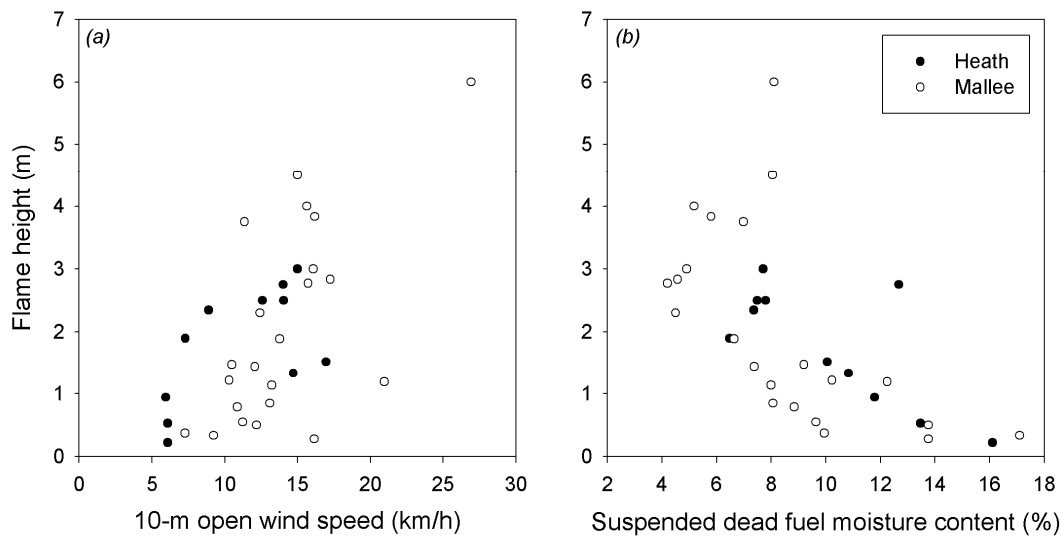 (a)
(b)
Heath
Mallee
Flame height (m)
7
6
5
4
3
2
1
0
0 5 10 15 20 25 30
10-m open wind speed (km/h)
7
6
5
4
3
2
1
0
2 4 6 8 10 12 14 16 18
Suspended dead fuel moisture content (%)